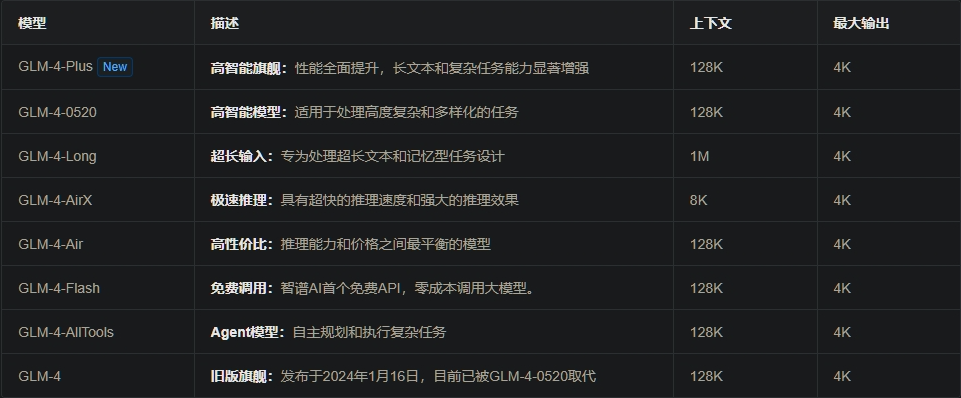 模型 描述 上下文 最大输出
GLM-4-Plus New 高智能旗舰：性能全面提升，长文本和复杂任务能力显著增强 128K 4K
GLM-4-0520 高智能模型：适用于处理高度复杂和多样化的任务 128K 4K
GLM-4-Long 超长输入：专为处理超长文本和记忆型任务设计 1M 4K
GLM-4-AirX 极速推理：具有超快的推理速度和强大的推理效果 8K 4K
GLM-4-Air 高性价比：推理能力和价格之间最平衡的模型 128K 4K
GLM-4-Flash 免费调用：智谱AI首个免费API，零成本调用大模型。 128K 4K
GLM-4-AllTools Agent模型：自主规划和执行复杂任务 128K 4K
GLM-4 旧版旗舰：发布于2024年1月16日，目前已被GLM-4-0520取代 128K 4K